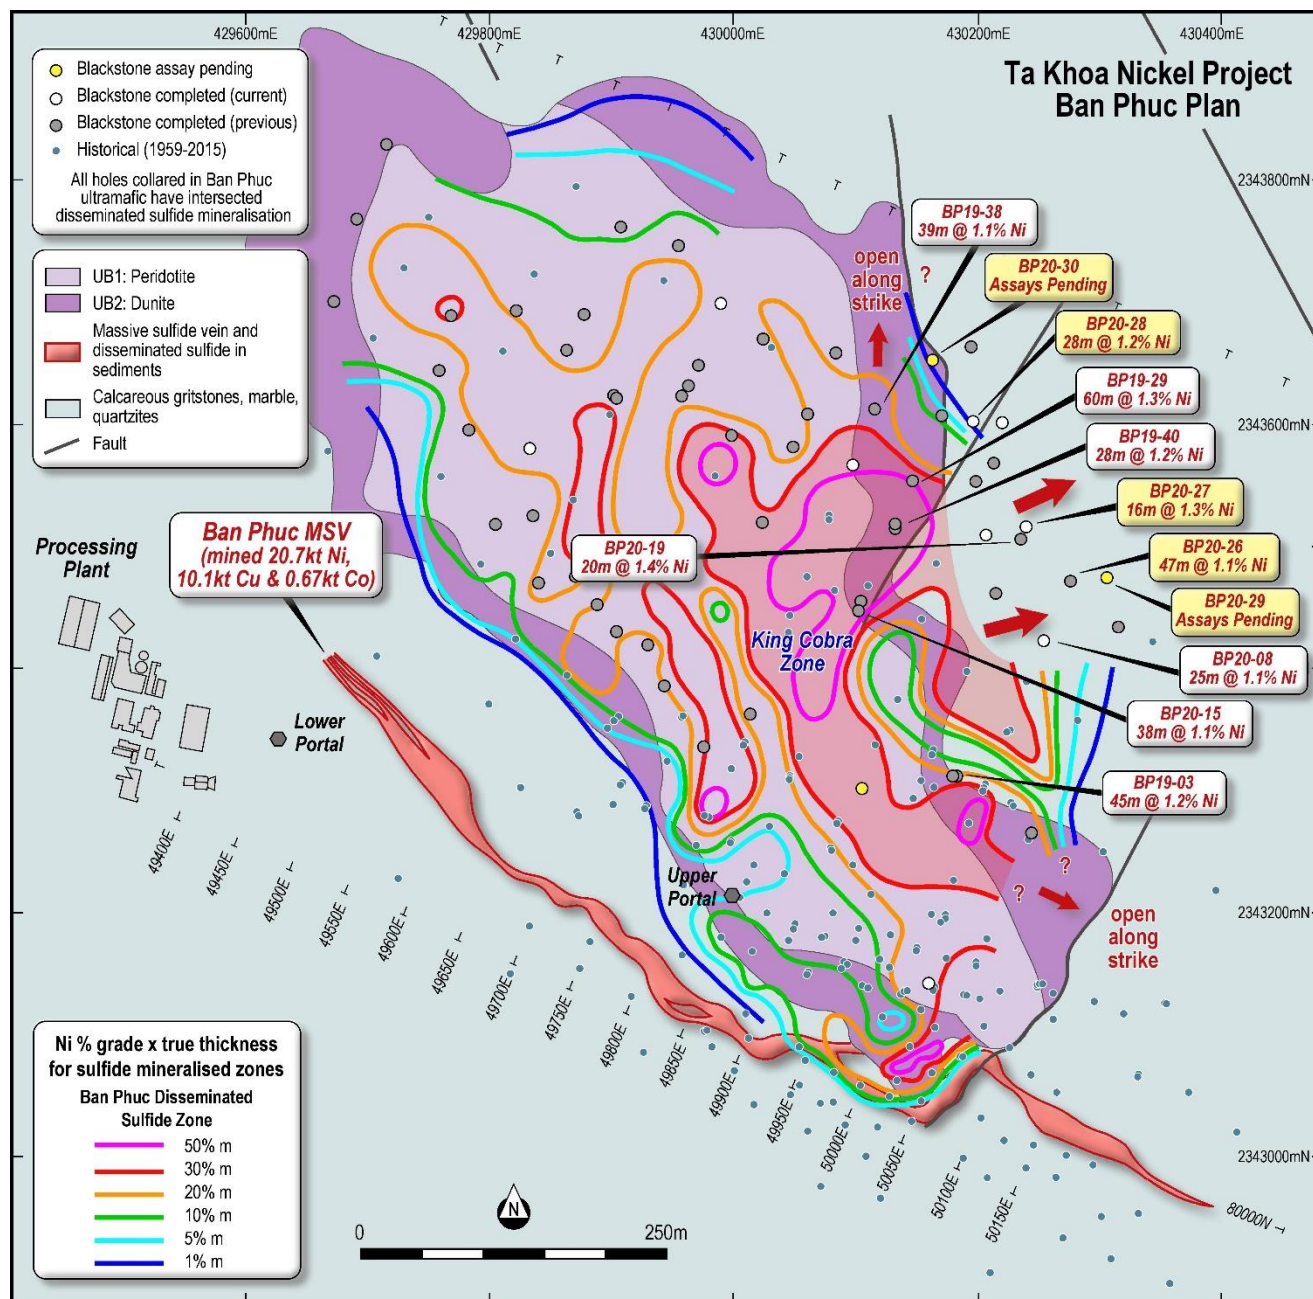 429600mE
429800mE
430000mE
430200mE
430400mE
Ta Khoa Nickel Project
Ban Phuc Plan
Blackstone assay pending
Blackstone completed (current)
Blackstone completed (previous)
Historical (1959-2015)
All holes collared in Ban Phuc
ultramafic have intersected
disseminated sulfide mineralisation
UB1: Peridotite
UB2: Dunite
Massive sulfide vein and
disseminated sulfide in
sediments
Calcareous gritstones, marble,
quartzites
Fault
2343800mN
2343600mN
2343200mN
2343000mN
BP19-38
39m @ 1.1% Ni
open
along
strike
?
BP20-30
Assays Pending
BP20-28
28m @ 1.2% Ni
BP19-29
60m @ 1.3% Ni
BP19-40
28m @ 1.2% Ni
BP20-27
16m @ 1.3% Ni
BP20-19
20m @ 1.4% Ni
BP20-26
47m @ 1.1% Ni
BP20-29
Assays Pending
BP20-08
25m @ 1.1% Ni
BP20-15
38m @ 1.1% Ni
BP19-03
45m @ 1.2% Ni
King Cobra
Zone
Ban Phuc MSV
(mined 20.7kt Ni,
10.1kt Cu & 0.67kt Co)
Processing
Plant
Lower
Portal
Upper
Portal
?
?
open
along
strike
49400E
49450E
49500E
49550E
49600E
49650E
49700E
49750E
49800E
49850E
49900E
49950E
50000E
50050E
50100E
50150E
80000N
Ni % grade x true thickness
for sulfide mineralised zones
Ban Phuc Disseminated
Sulfide Zone
50% m
30% m
20% m
10% m
5% m
1% m
N
0
250m